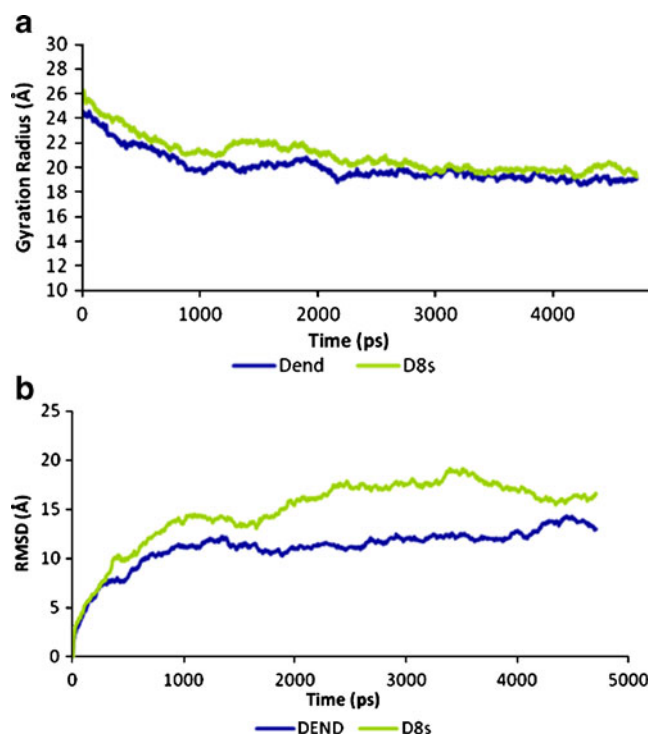 a
Gyration Radius (Å)
30
28
26
24
22
20
18
16
14
12
10
0 1000 2000 3000 4000
Time (ps)
Dend D8s
b
RMSD (Å)
25
20
15
10
5
0
0 1000 2000 3000 4000 5000
Time (ps)
DEND D8s